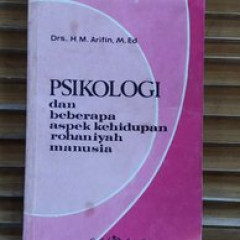 Drs. H.M. Arifin, M.Ed.
PSIKOLOGI
dan
beberapa
aspek kehidupan
rohaniyah
manusia